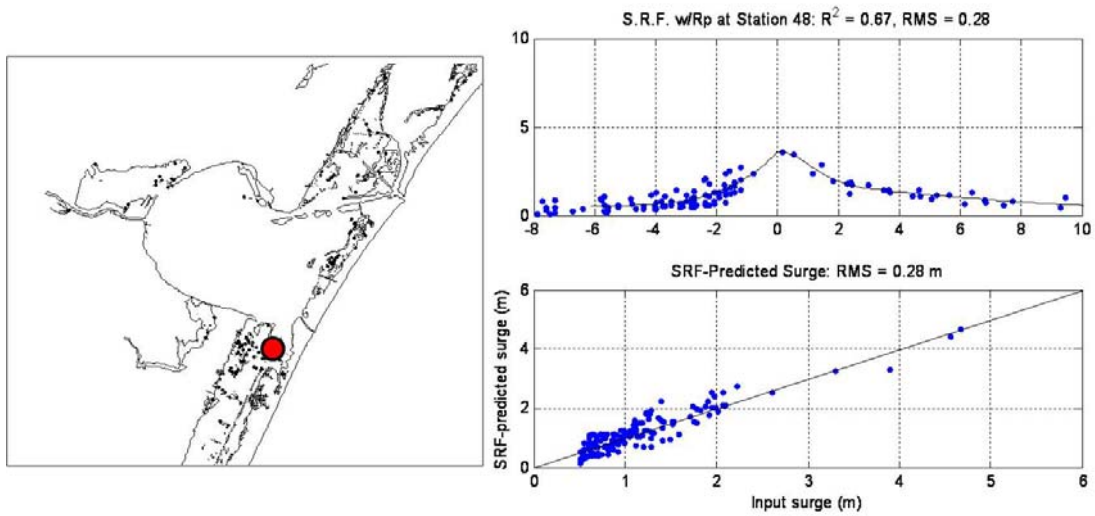 S.R.F. w/Rp at Station 48: R² = 0.67, RMS = 0.28
10
5
0
-8 -6 -4 -2 0 2 4 6 8 10
SRF-Predicted Surge: RMS = 0.28 m
SRF-predicted surge (m)
6
4
2
0
0 1 2 3 4 5 6
Input surge (m)